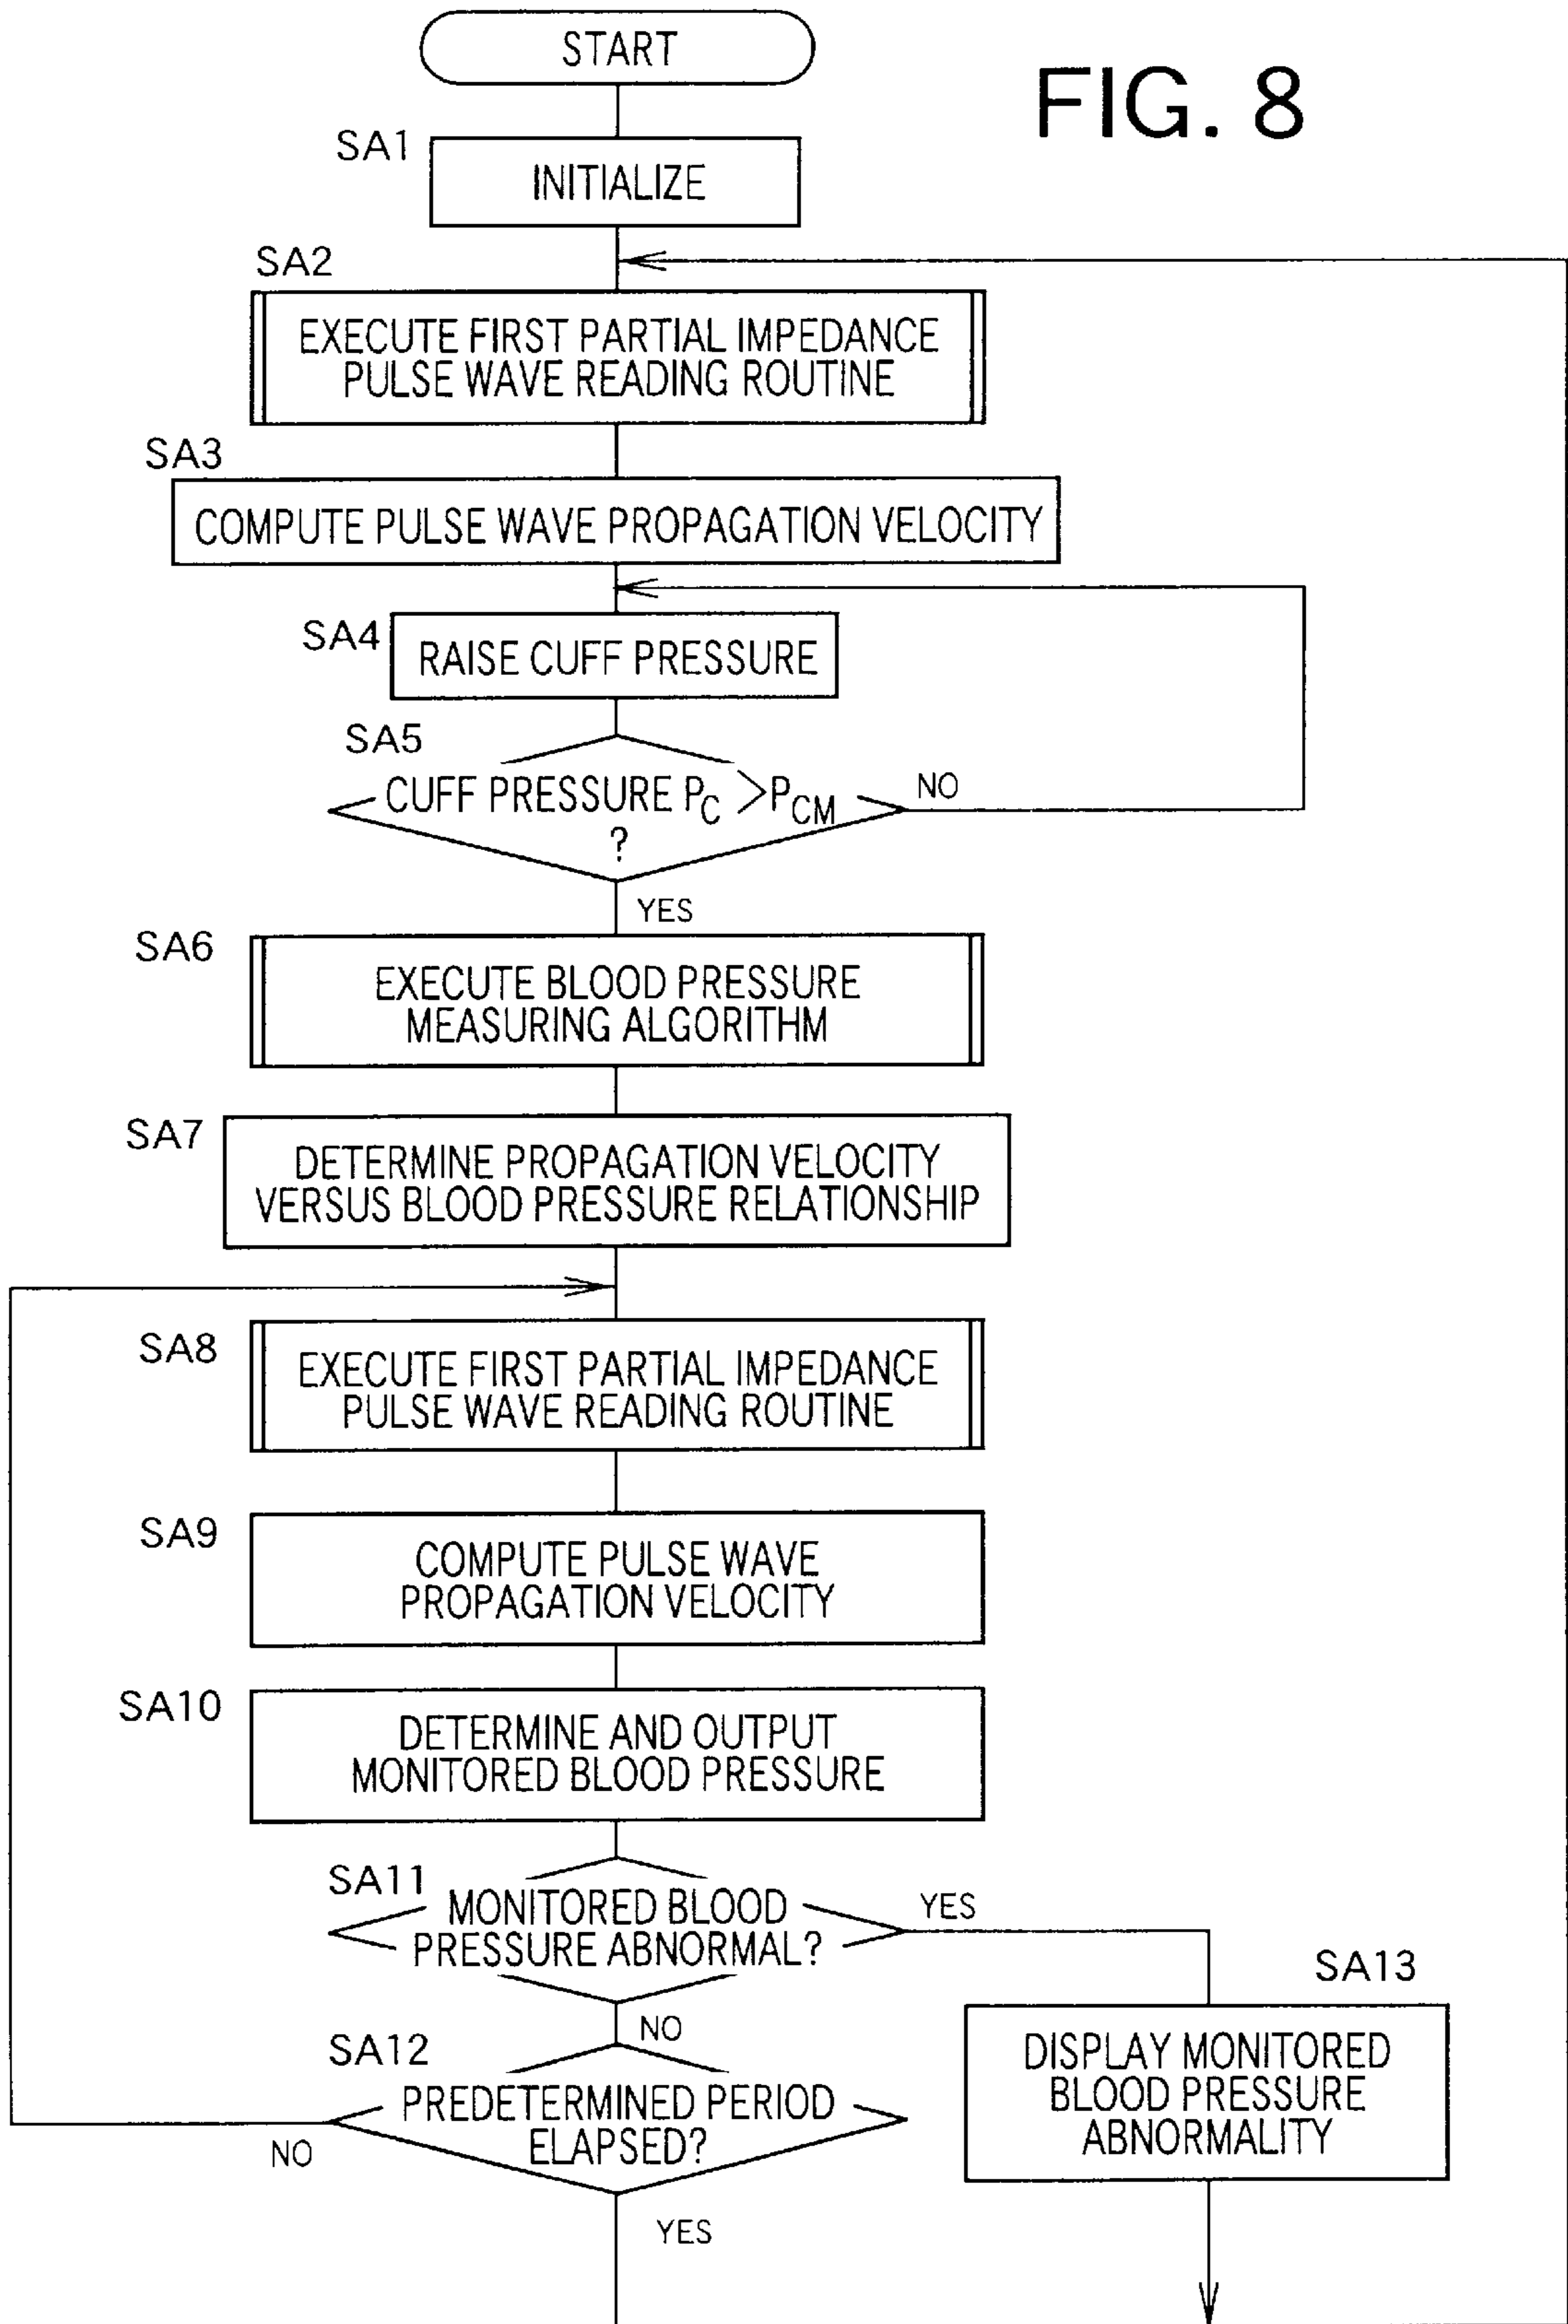 START
FIG. 8
SA1
INITIALIZE
SA2
EXECUTE FIRST PARTIAL IMPEDANCE
PULSE WAVE READING ROUTINE
SA3
COMPUTE PULSE WAVE PROPAGATION VELOCITY
SA4
RAISE CUFF PRESSURE
SA5
CUFF PRESSURE PC >PCM
?
NO
YES
SA6
EXECUTE BLOOD PRESSURE
MEASURING ALGORITHM
SA7
DETERMINE PROPAGATION VELOCITY
VERSUS BLOOD PRESSURE RELATIONSHIP
SA8
EXECUTE FIRST PARTIAL IMPEDANCE
PULSE WAVE READING ROUTINE
SA9
COMPUTE PULSE WAVE
PROPAGATION VELOCITY
SA10
DETERMINE AND OUTPUT
MONITORED BLOOD PRESSURE
SA11
MONITORED BLOOD
PRESSURE ABNORMAL?
YES
NO
SA13
DISPLAY MONITORED
BLOOD PRESSURE
ABNORMALITY
SA12
PREDETERMINED PERIOD
ELAPSED?
NO
YES